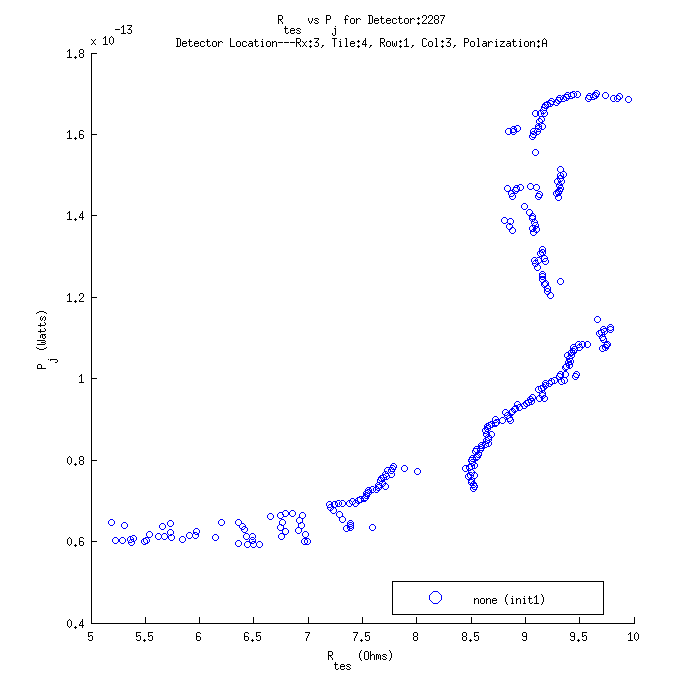 R_tes vs P_j for Detector:2287
x 10^-13
Detector Location---Rx:3, Tile:4, Row:1, Col:3, Polarization:A
1.8
1.6
1.4
1.2
1
0.8
0.6
0.4
P_j (Watts)
none (init1)
5 5.5 6 6.5 7 7.5 8 8.5 9 9.5 10
R_tes (Ohms)